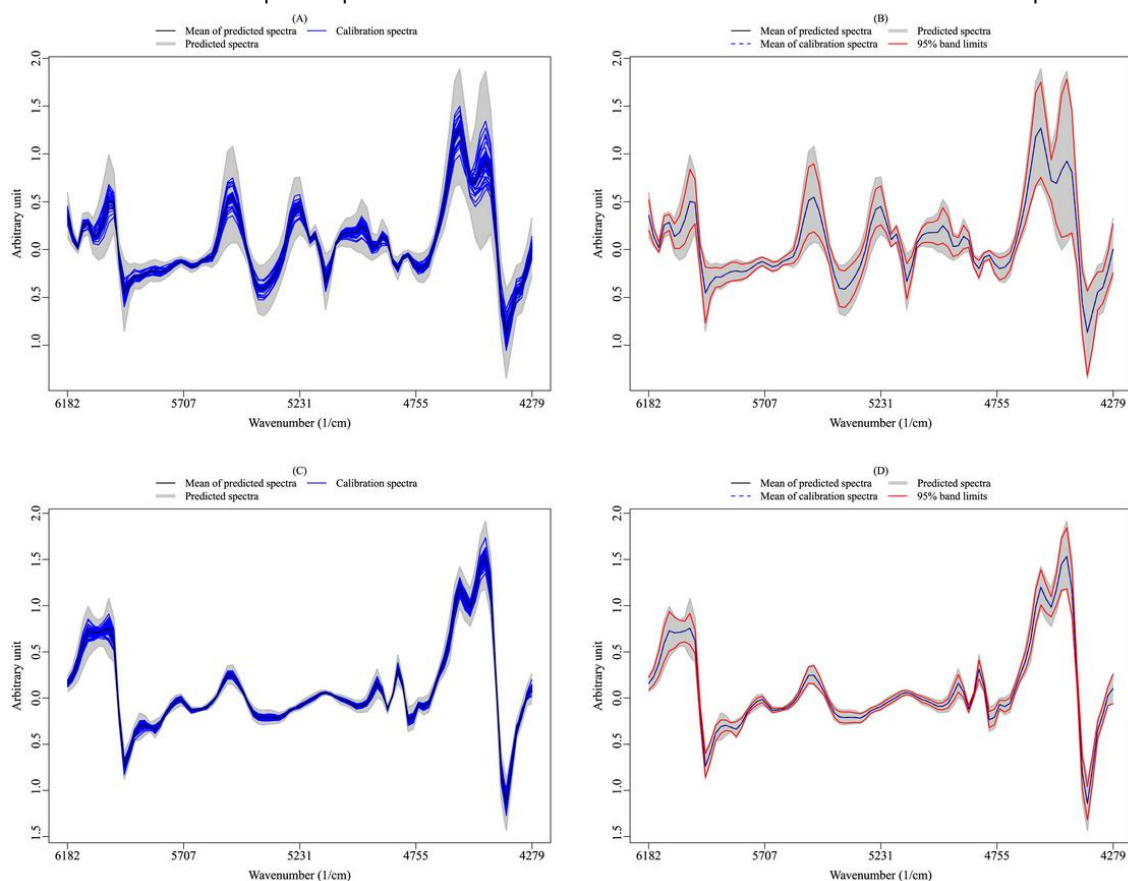 (A)
Mean of predicted spectra
Calibration spectra
Predicted spectra
2.0
1.5
1.0
0.5
0.0
0.5
1.0
Arbitrary unit
6182 5707 5231 4755 4279
Wavenumber (1/cm)
(B)
Mean of predicted spectra
Predicted spectra
Mean of calibration spectra
95% band limits
2.0
1.5
1.0
0.5
0.0
0.5
1.0
Arbitrary unit
6182 5707 5231 4755 4279
Wavenumber (1/cm)
(C)
Mean of predicted spectra
Calibration spectra
Predicted spectra
2.0
1.5
1.0
0.5
0.0
0.5
1.0
1.5
Arbitrary unit
6182 5707 5231 4755 4279
Wavenumber (1/cm)
(D)
Mean of predicted spectra
Predicted spectra
Mean of calibration spectra
95% band limits
2.0
1.5
1.0
0.5
0.0
0.5
1.0
1.5
Arbitrary unit
6182 5707 5231 4755 4279
Wavenumber (1/cm)